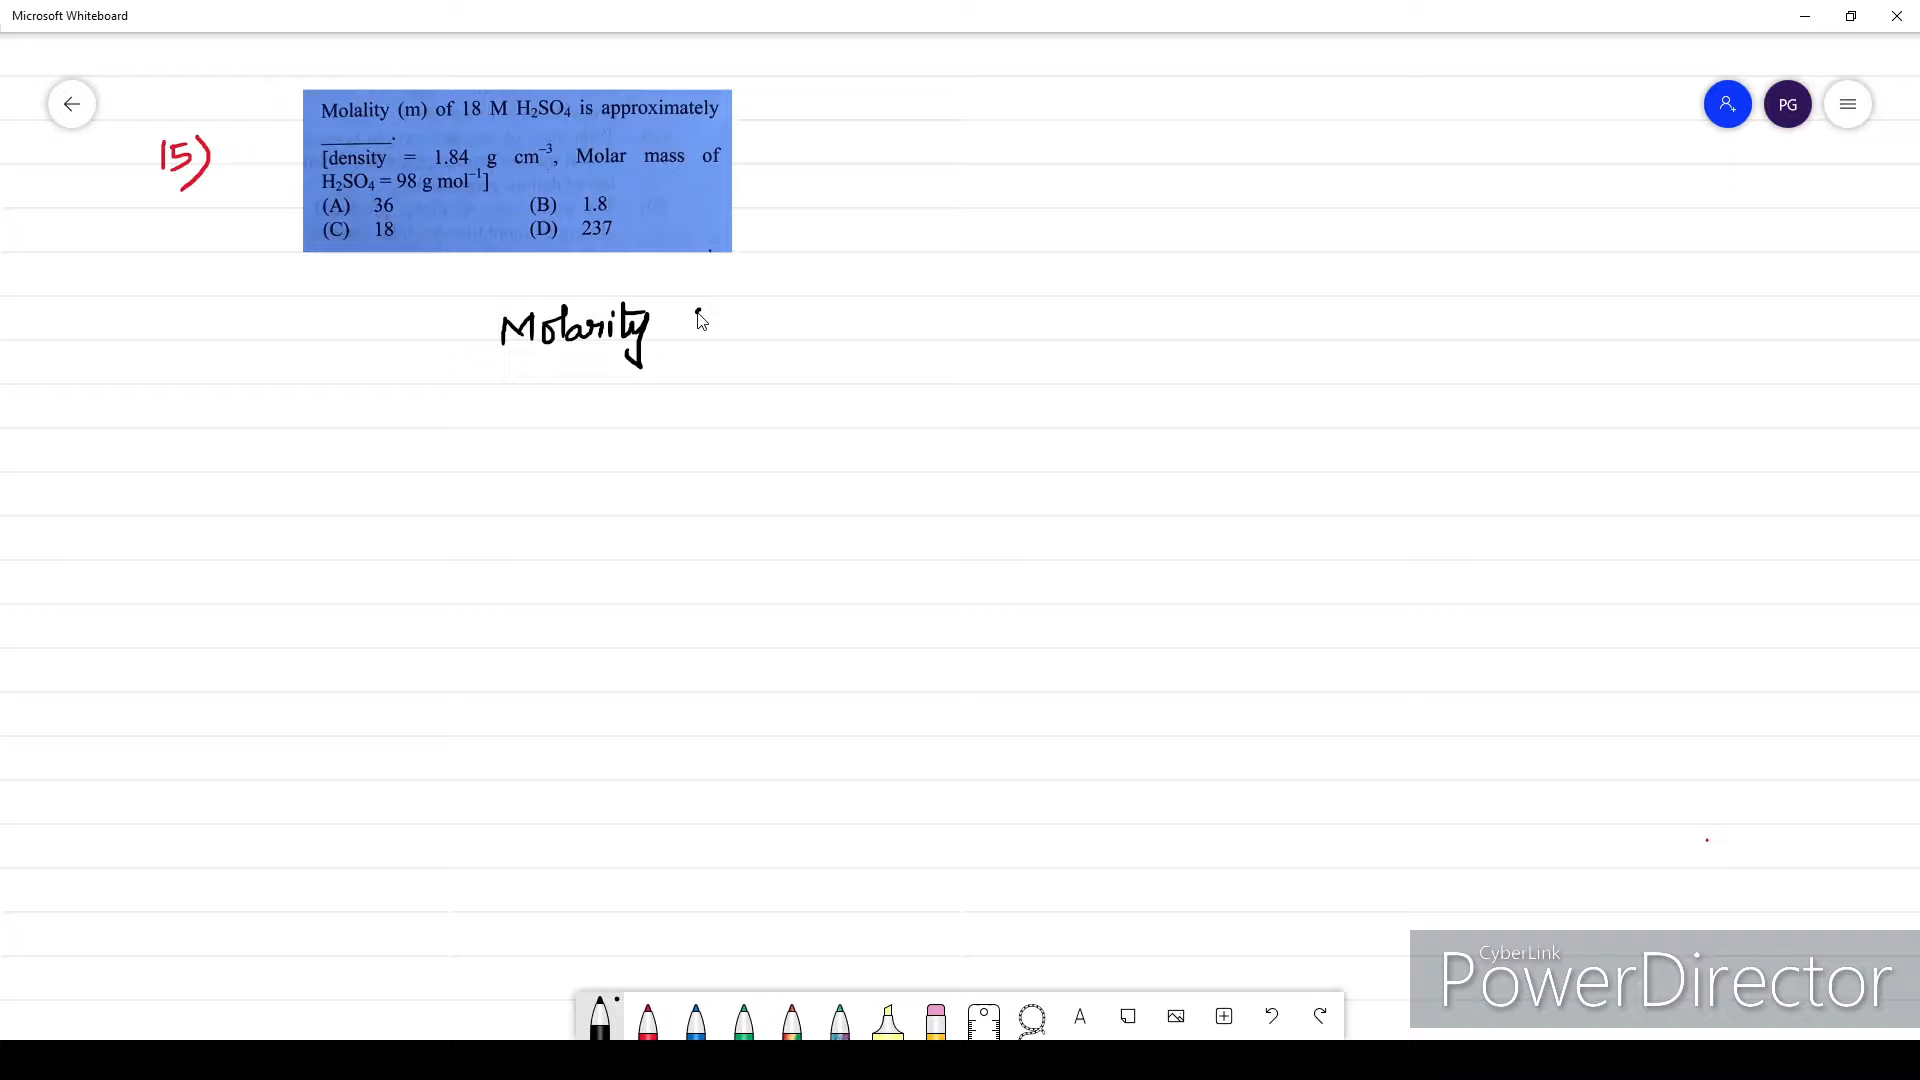 Microsoft Whiteboard
PG
15)
Molality (m) of 18 M H₂SO₄ is approximately
________.
[density = 1.84 g cm⁻³, Molar mass of
H₂SO₄ = 98 g mol⁻¹]
(A) 36 (B) 1.8
(C) 18 (D) 237
Molarity
CyberLink
PowerDirector
A